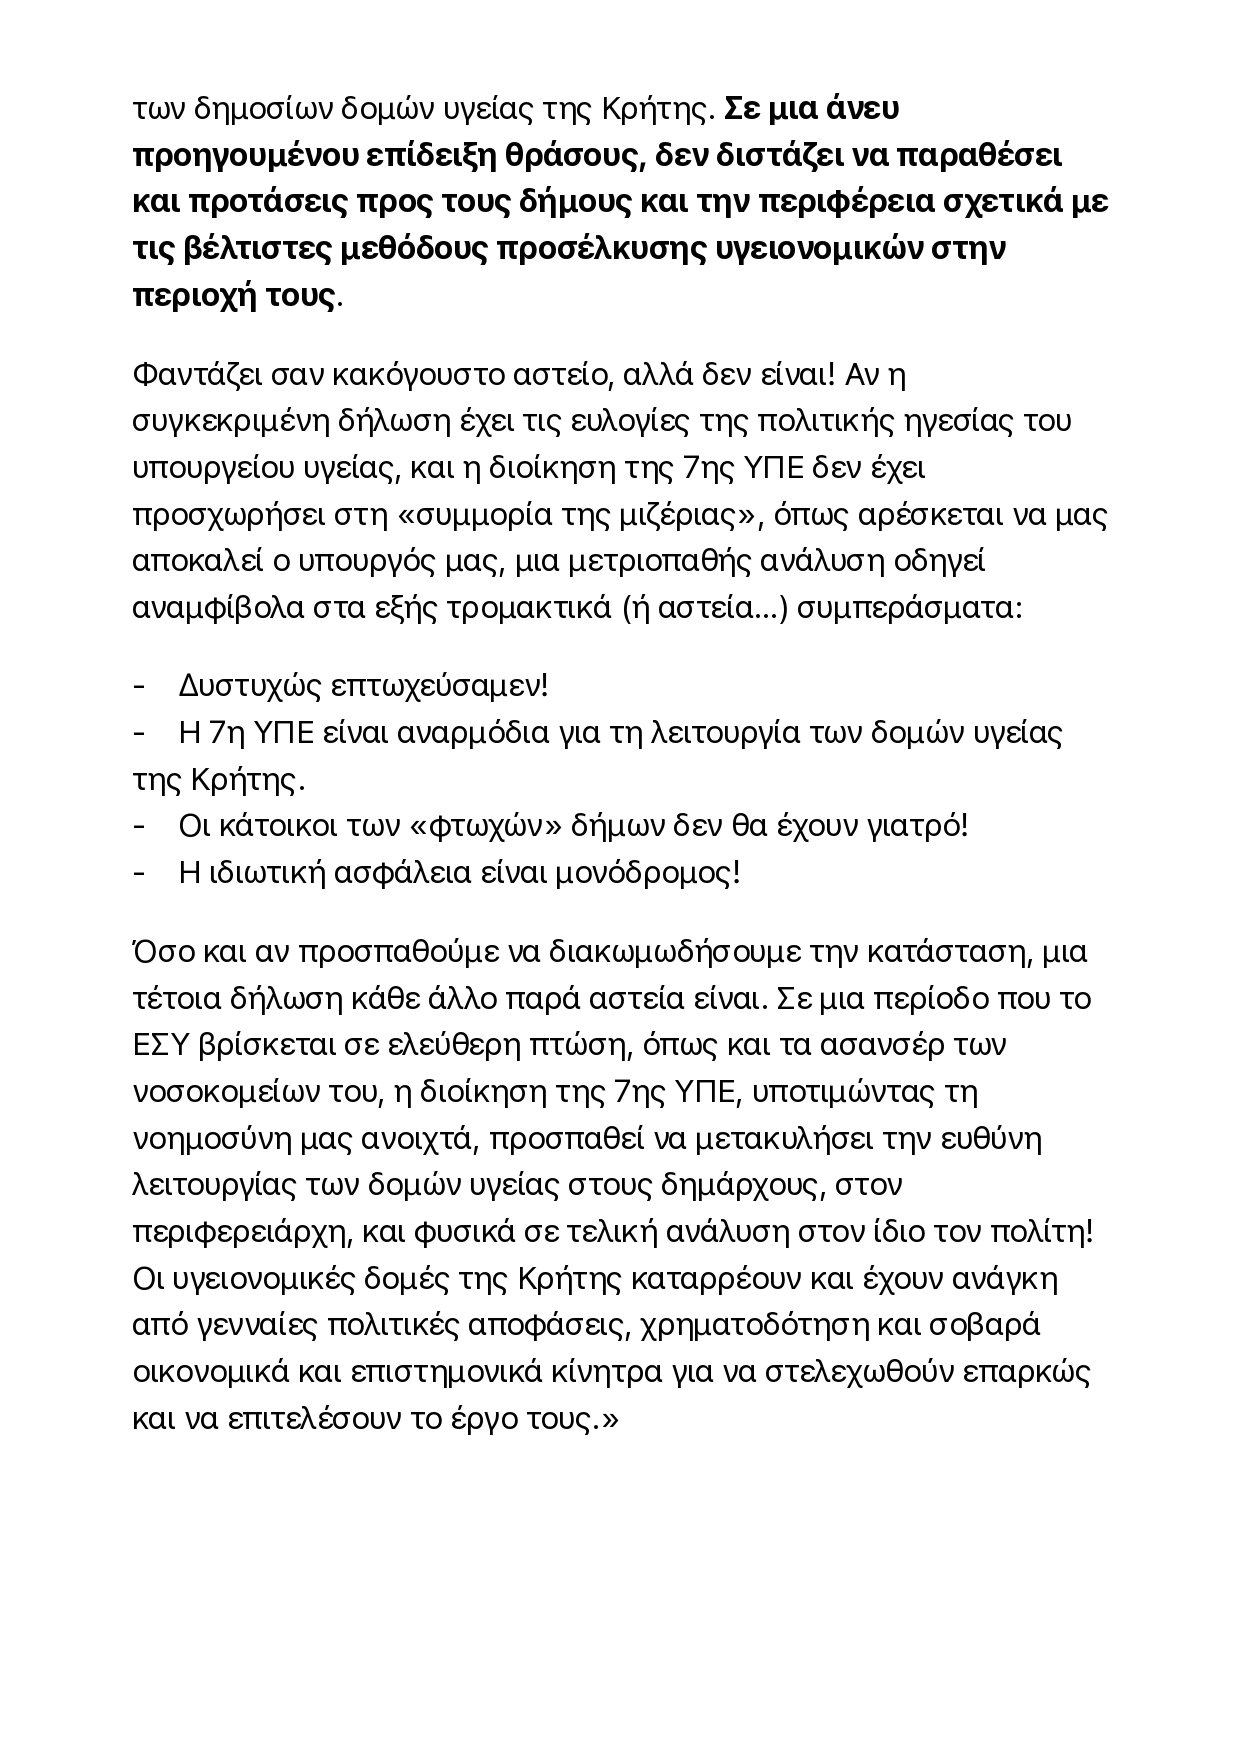 των δημοσίων δομών υγείας της Κρήτης. Σε μια άνευ
προηγουμένου επίδειξη θράσους, δεν διστάζει να παραθέσει
και προτάσεις προς τους δήμους και την περιφέρεια σχετικά με
τις βέλτιστες μεθόδους προσέλκυσης υγειονομικών στην
περιοχή τους.
Φαντάζει σαν κακόγουστο αστείο, αλλά δεν είναι! Αν η
συγκεκριμένη δήλωση έχει τις ευλογίες της πολιτικής ηγεσίας του
υπουργείου υγείας, και η διοίκηση της 7ης ΥΠΕ δεν έχει
προσχωρήσει στη «συμμορία της μιζέριας», όπως αρέσκεται να μας
αποκαλεί ο υπουργός μας, μια μετριοπαθής ανάλυση οδηγεί
αναμφίβολα στα εξής τρομακτικά (ή αστεία...) συμπεράσματα:
- Δυστυχώς επτωχεύσαμεν!
- Η 7η ΥΠΕ είναι αναρμόδια για τη λειτουργία των δομών υγείας
της Κρήτης.
- Οι κάτοικοι των «φτωχών» δήμων δεν θα έχουν γιατρό!
- Η ιδιωτική ασφάλεια είναι μονόδρομος!
Όσο και αν προσπαθούμε να διακωμωδήσουμε την κατάσταση, μια
τέτοια δήλωση κάθε άλλο παρά αστεία είναι. Σε μια περίοδο που το
ΕΣΥ βρίσκεται σε ελεύθερη πτώση, όπως και τα ασανσέρ των
νοσοκομείων του, η διοίκηση της 7ης ΥΠΕ, υποτιμώντας τη
νοημοσύνη μας ανοιχτά, προσπαθεί να μετακυλήσει την ευθύνη
λειτουργίας των δομών υγείας στους δημάρχους, στον
περιφερειάρχη, και φυσικά σε τελική ανάλυση στον ίδιο τον πολίτη!
Οι υγειονομικές δομές της Κρήτης καταρρέουν και έχουν ανάγκη
από γενναίες πολιτικές αποφάσεις, χρηματοδότηση και σοβαρά
οικονομικά και επιστημονικά κίνητρα για να στελεχωθούν επαρκώς
και να επιτελέσουν το έργο τους.»